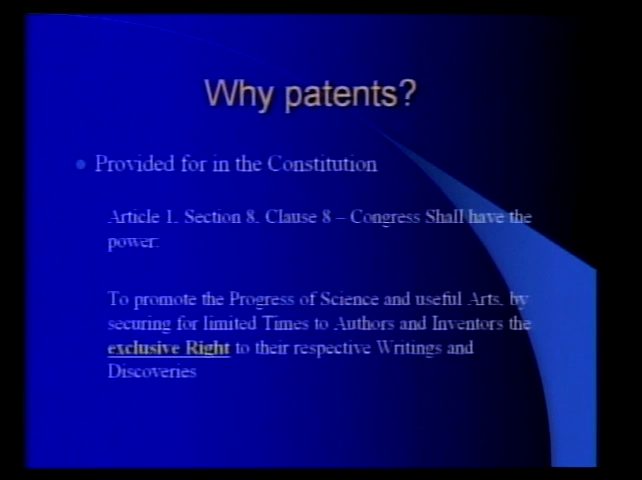 Why patents?
Provided for in the Constitution
Article 1. Section 8. Clause 8 – Congress Shall have the
power:
To promote the Progress of Science and useful Arts, by
securing for limited Times to Authors and Inventors the
exclusive Right to their respective Writings and
Discoveries